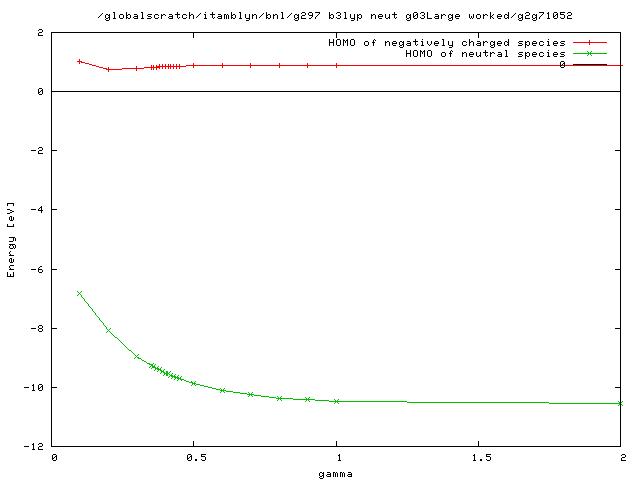 /globalscratch/itamblyn/bnl/g297 b3lyp neut g03Large worked/g2g71052
2
HOMO of negatively charged species
HOMO of neutral species
0
0
-2
-4
-6
-8
-10
-12
Energy [eV]
0
0.5
1
1.5
2
gamma